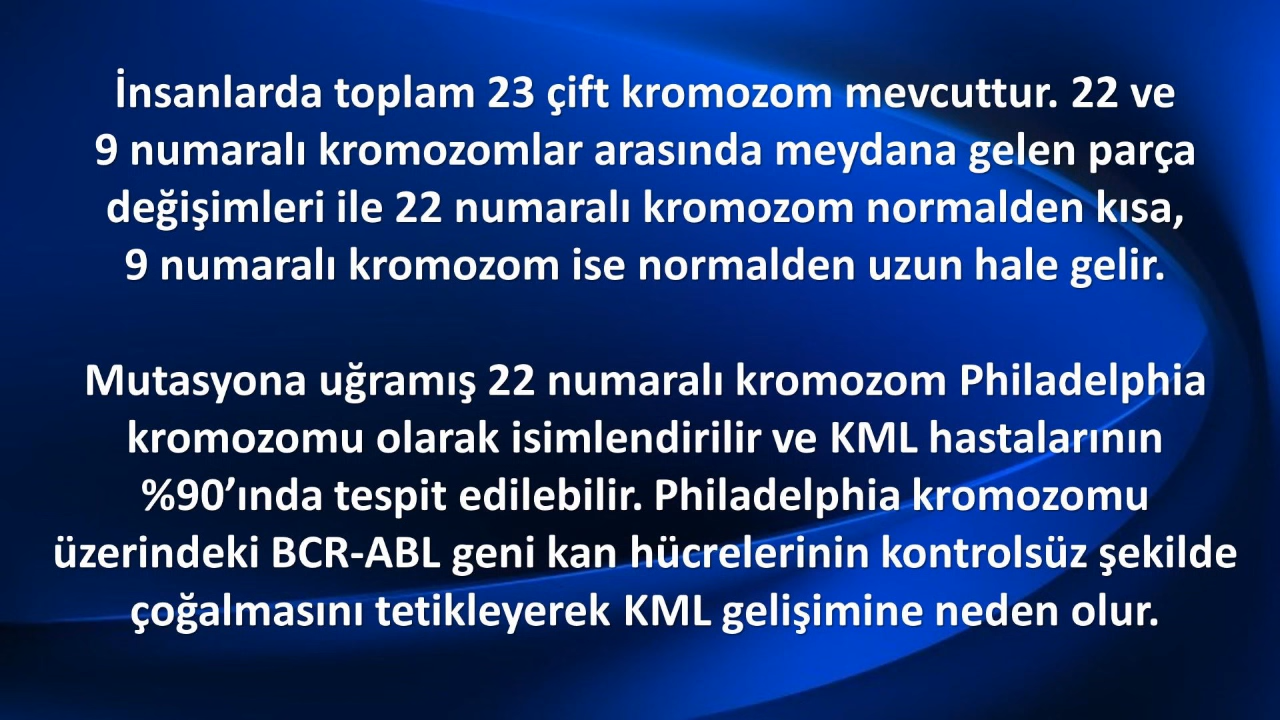 İnsanlarda toplam 23 çift kromozom mevcuttur. 22 ve
9 numaralı kromozomlar arasında meydana gelen parça
değişimleri ile 22 numaralı kromozom normalden kısa,
9 numaralı kromozom ise normalden uzun hale gelir.
Mutasyona uğramış 22 numaralı kromozom Philadelphia
kromozomu olarak isimlendirilir ve KML hastalarının
%90’ında tespit edilebilir. Philadelphia kromozomu
üzerindeki BCR-ABL geni kan hücrelerinin kontrolsüz şekilde
çoğalmasını tetikleyerek KML gelişimine neden olur.